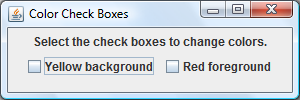 Color Check Boxes
Select the check boxes to change colors.
Yellow background Red foreground